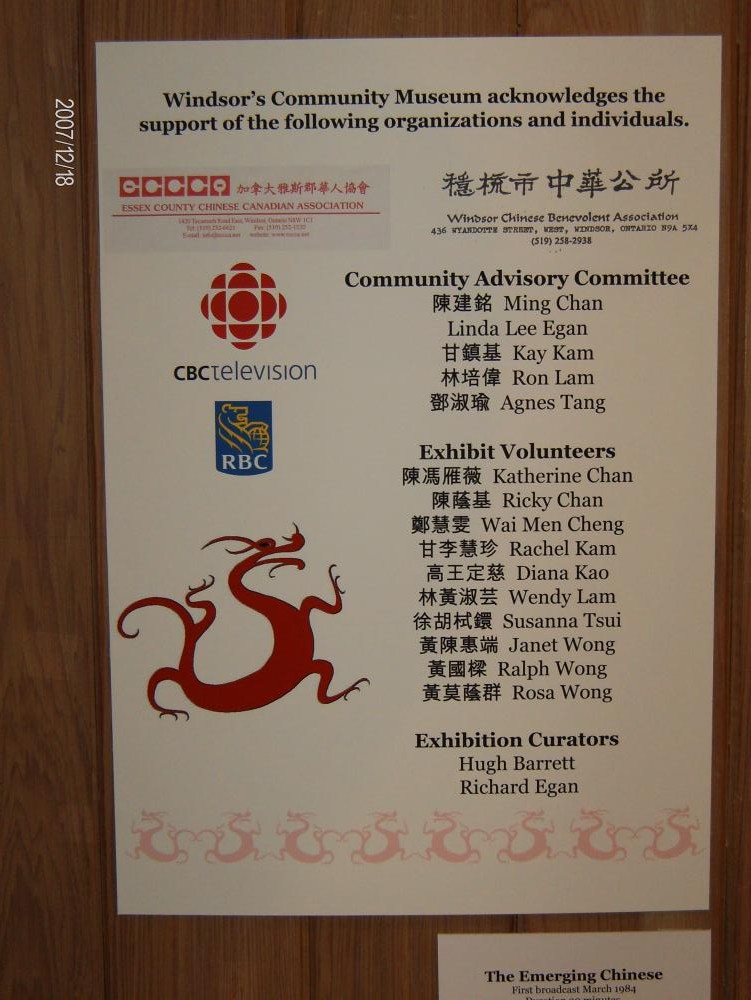 2007/12/18
Windsor's Community Museum acknowledges the
support of the following organizations and individuals.
ECCCA 加拿大雅斯郡華人協會
ESSEX COUNTY CHINESE CANADIAN ASSOCIATION
中華公所
Windsor Chinese Benevolent Association
436 WYANDOTTE STREET, WEST, WINDSOR, ONTARIO N9A 5X4
(519) 258-2938
CBCtelevision
RBC
Community Advisory Committee
陳建銘 Ming Chan
Linda Lee Egan
甘鎮基 Kay Kam
林培偉 Ron Lam
鄧淑瑜 Agnes Tang
Exhibit Volunteers
陳馮雁薇 Katherine Chan
陳蔭基 Ricky Chan
鄭慧雯 Wai Men Cheng
甘李慧珍 Rachel Kam
高王定慈 Diana Kao
林黃淑芸 Wendy Lam
徐胡栻鐶 Susanna Tsui
黃陳惠端 Janet Wong
黃國樑 Ralph Wong
黃莫蔭群 Rosa Wong
Exhibition Curators
Hugh Barrett
Richard Egan
The Emerging Chinese
First broadcast March 1984